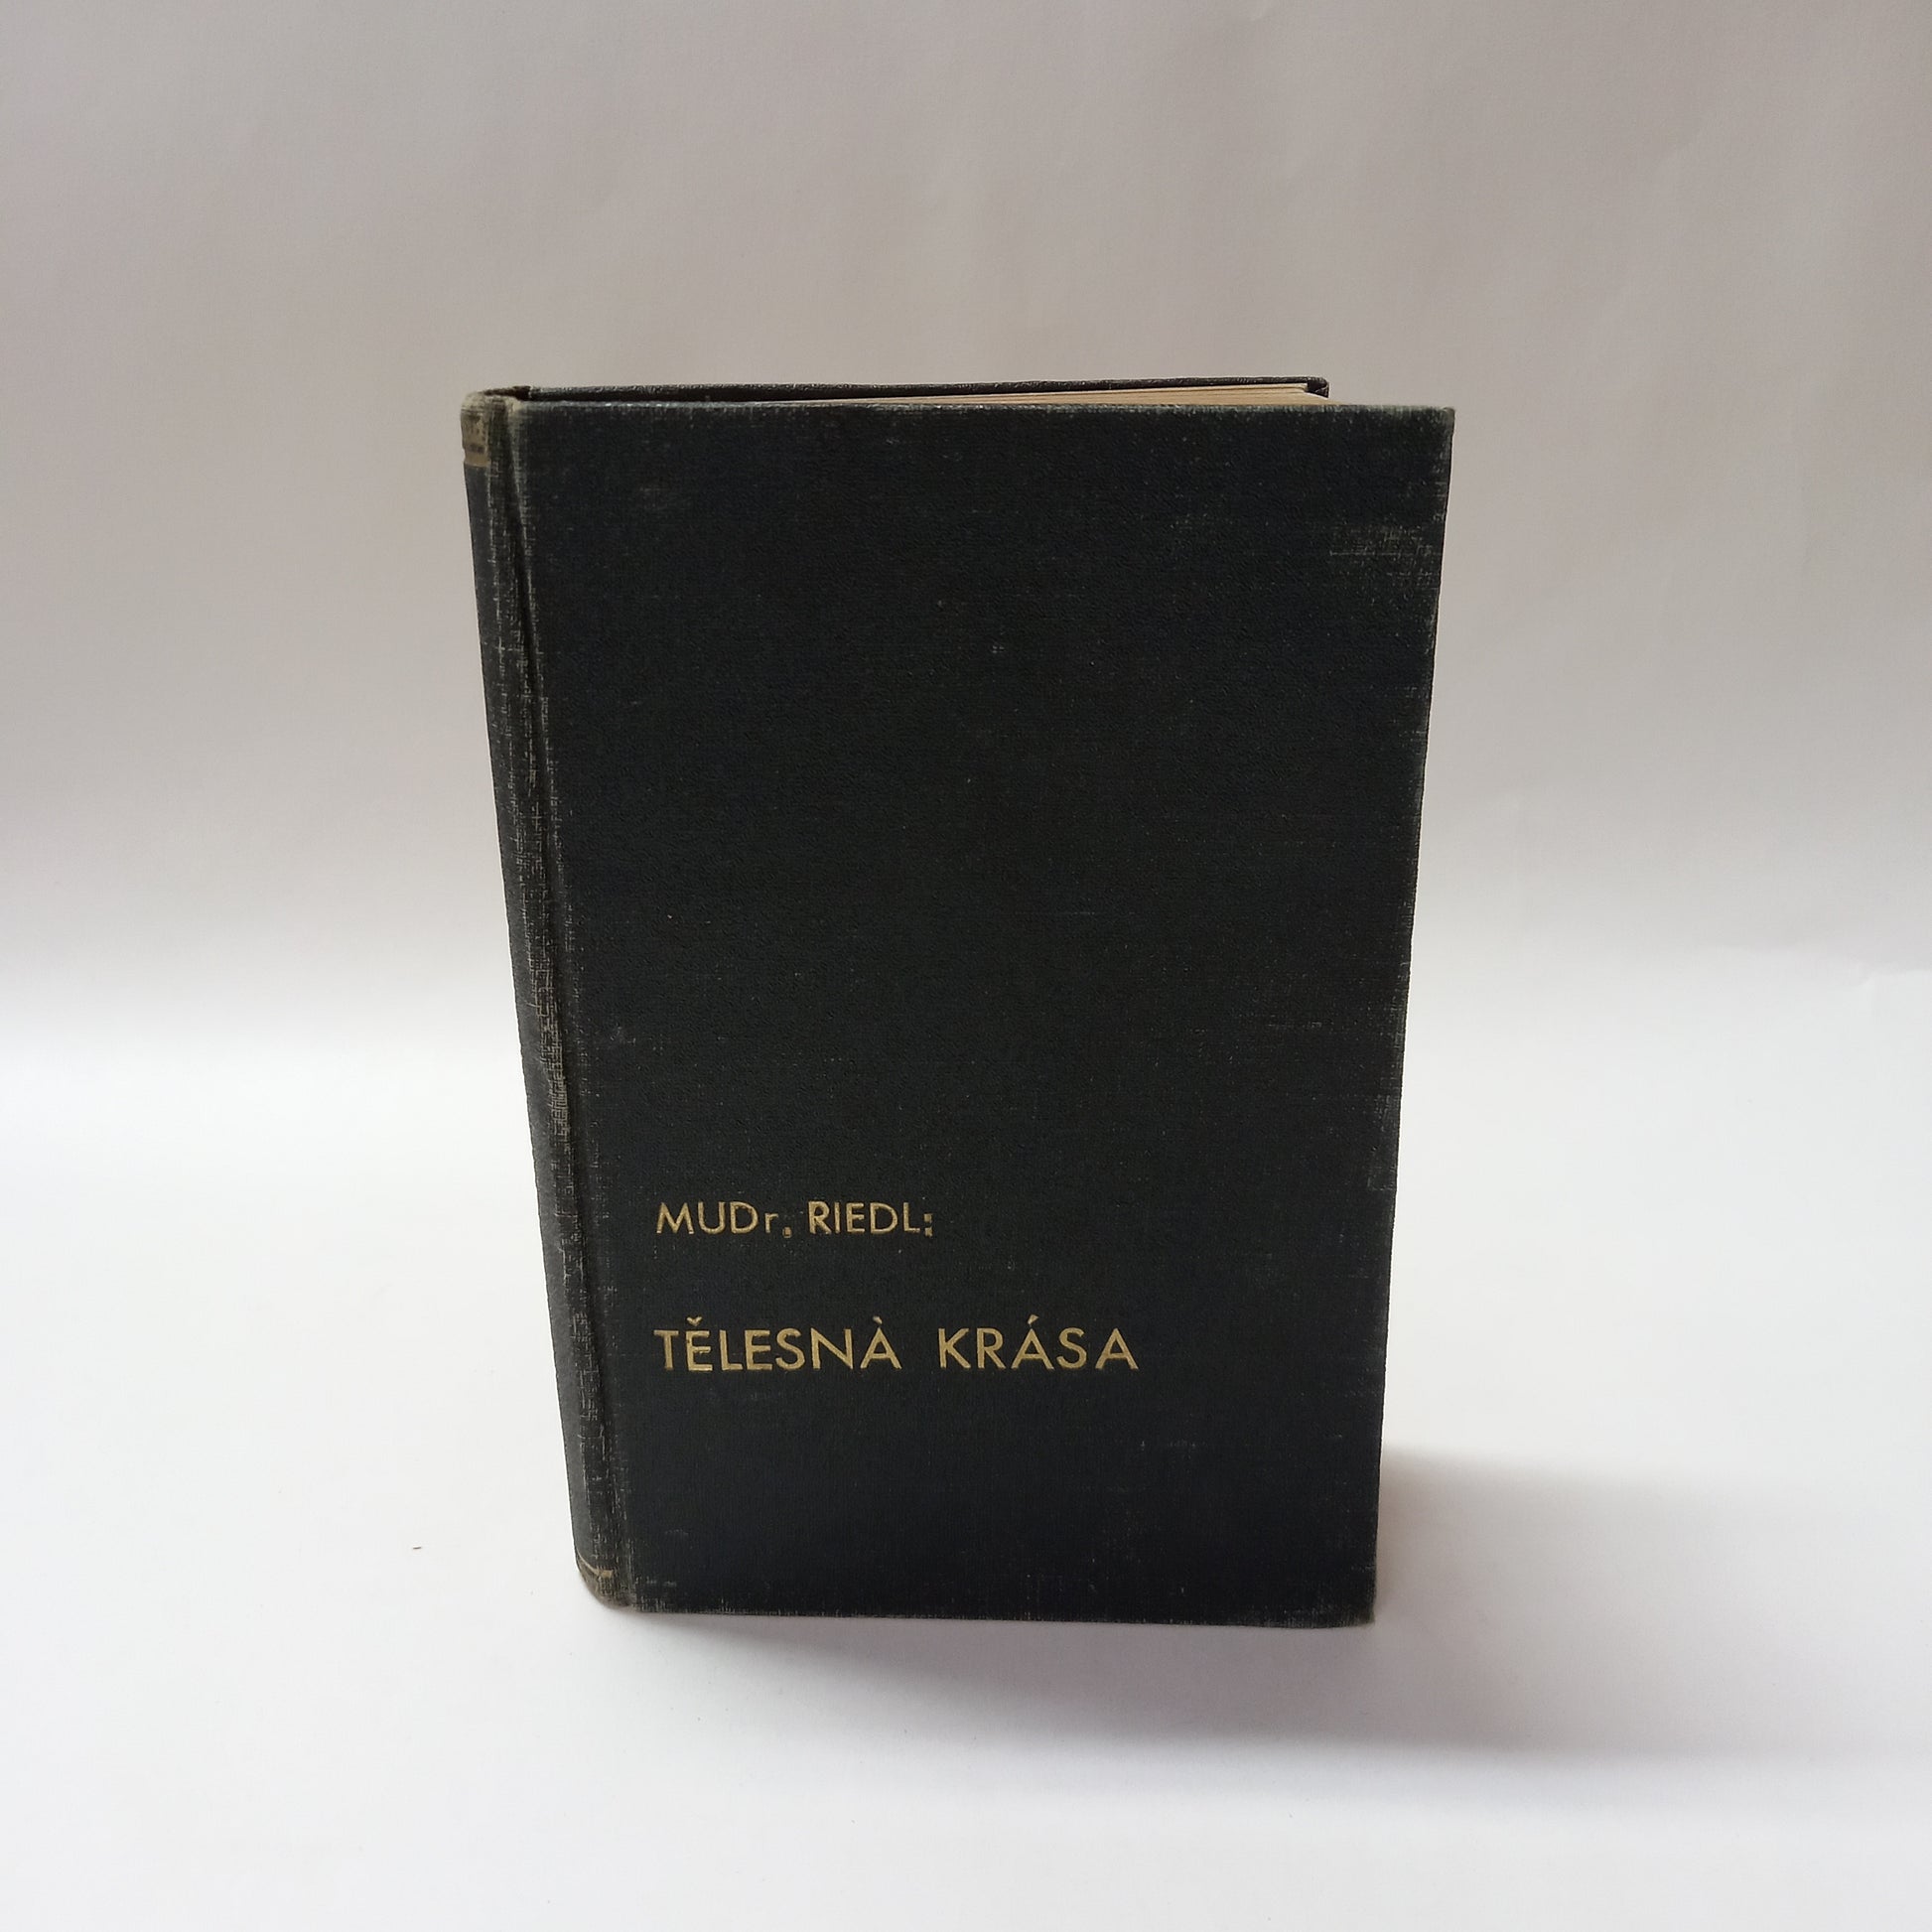 MUDr. RIEDL:
TĚLESNÀ KRÁSA